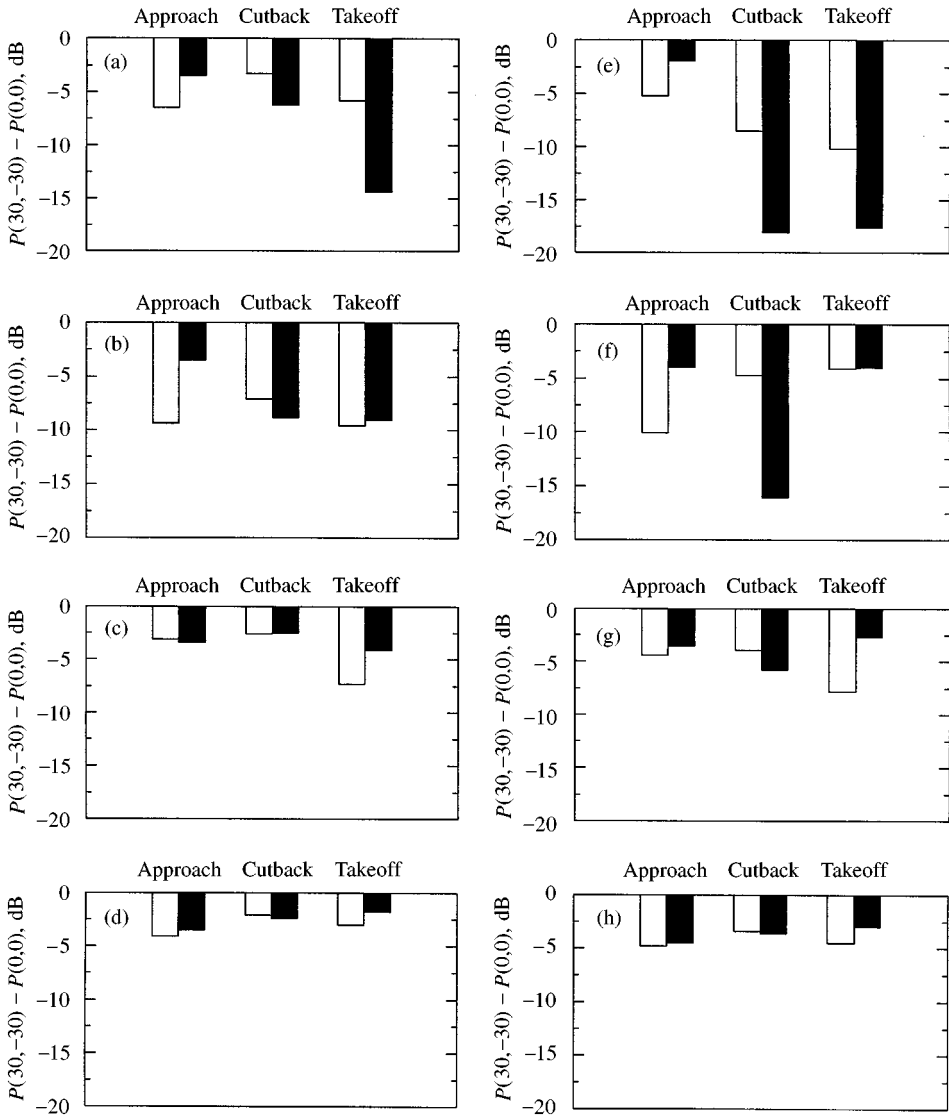 Approach Cutback Takeoff
(a)
0
−5
−10
−15
−20
P(30,−30) − P(0,0), dB
Approach Cutback Takeoff
(e)
0
−5
−10
−15
−20
P(30,−30) − P(0,0), dB
Approach Cutback Takeoff
(b)
0
−5
−10
−15
−20
P(30,−30) − P(0,0), dB
Approach Cutback Takeoff
(f)
0
−5
−10
−15
−20
P(30,−30) − P(0,0), dB
Approach Cutback Takeoff
(c)
0
−5
−10
−15
−20
P(30,−30) − P(0,0), dB
Approach Cutback Takeoff
(g)
0
−5
−10
−15
−20
P(30,−30) − P(0,0), dB
Approach Cutback Takeoff
(d)
0
−5
−10
−15
−20
P(30,−30) − P(0,0), dB
Approach Cutback Takeoff
(h)
0
−5
−10
−15
−20
P(30,−30) − P(0,0), dB